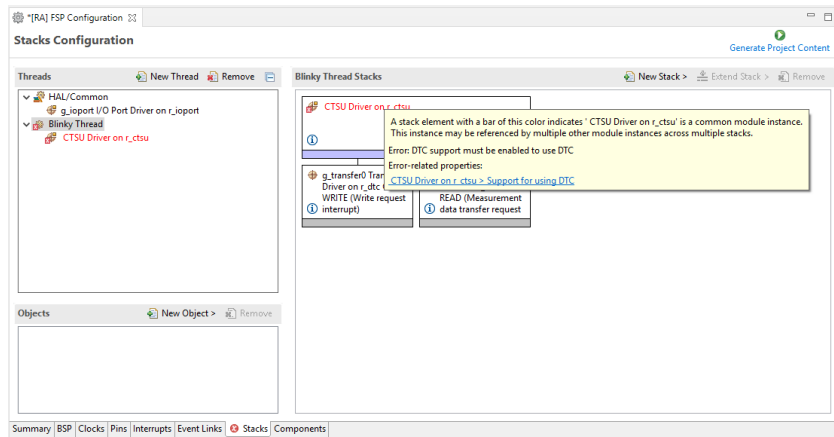 *[RA] FSP Configuration
Stacks Configuration
Generate Project Content
Threads
New Thread
Remove
HAL/Common
g_ioport I/O Port Driver on r_ioport
Blinky Thread
CTSU Driver on r_ctsu
Objects
New Object >
Remove
Blinky Thread Stacks
New Stack >
Extend Stack >
Remove
CTSU Driver on r_ctsu
A stack element with a bar of this color indicates ' CTSU Driver on r_ctsu' is a common module instance.
This instance may be referenced by multiple other module instances across multiple stacks.
Error: DTC support must be enabled to use DTC
Error-related properties:
CTSU Driver on r_ctsu > Support for using DTC
g_transfer0 Tran
Driver on r_dtc
WRITE (Write request
interrupt)
READ (Measurement
data transfer request
Summary
BSP
Clocks
Pins
Interrupts
Event Links
Stacks
Components